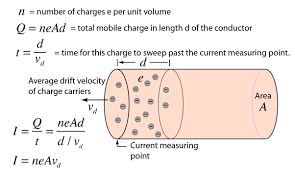 n = number of charges e per unit volume
Q = neAd = total mobile charge in length d of the conductor
t = d / v_d = time for this charge to sweep past the current measuring point.
d
Average drift velocity
of charge carriers
v_d
e
Area
A
I = Q / t = neAd / d / v_d
Current measuring
point
I = neAv_d